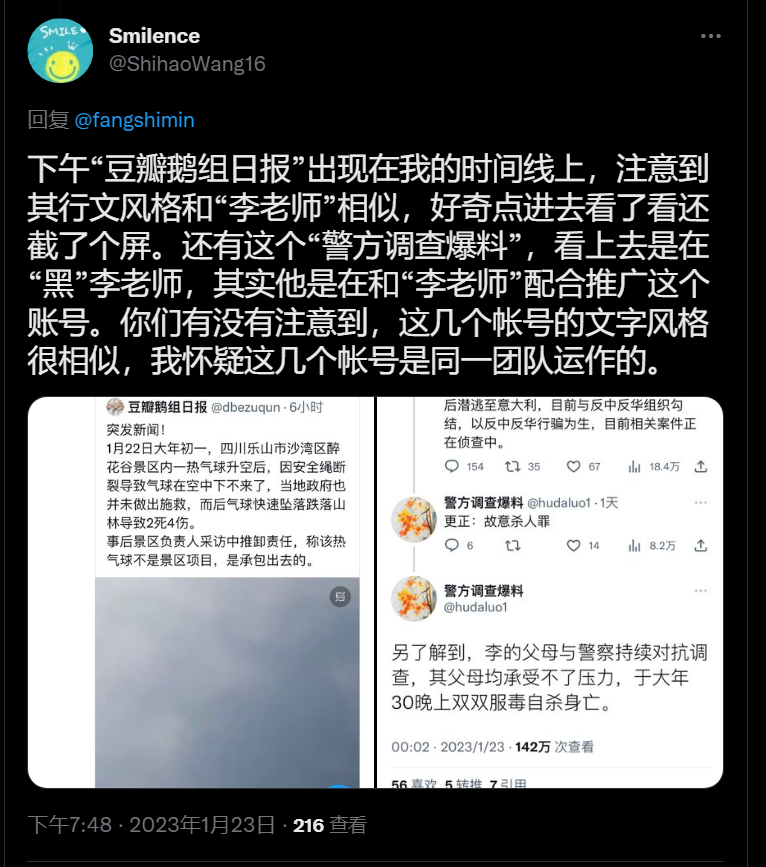 SMILE
Smilence
@ShihaoWang16
回复 @fangshimin
下午“豆瓣鹅组日报”出现在我的时间线上，注意到
其行文风格和“李老师”相似，好奇点进去看了看还
截了个屏。还有这个“警方调查爆料”，看上去是在
“黑”李老师，其实他是在和“李老师”配合推广这个
账号。你们有没有注意到，这几个帐号的文字风格
很相似，我怀疑这几个帐号是同一团队运作的。
豆瓣鹅组日报 @dbezuqun · 6小时
突发新闻！
1月22日大年初一，四川乐山市沙湾区醉
花谷景区内一热气球升空后，因安全绳断
裂导致气球在空中下不来了，当地政府也
并未做出施救，而后气球快速坠落跌落山
林导致2死4伤。
事后景区负责人采访中推卸责任，称该热
气球不是景区项目，是承包出去的。
后潜逃至意大利，目前与反中反华组织勾
结，以反中反华行骗为生，目前相关案件正
在侦查中。
154 35 67 18.4万
警方调查爆料 @hudaluo1 · 1天
更正：故意杀人罪
6 14 8.2万
警方调查爆料
@hudaluo1
另了解到，李的父母与警察持续对抗调
查，其父母均承受不了压力，于大年
30晚上双双服毒自杀身亡。
00:02 · 2023/1/23 · 142万 次查看
56 喜欢 5 转推 7 引用
下午7:48 · 2023年1月23日 · 216 查看